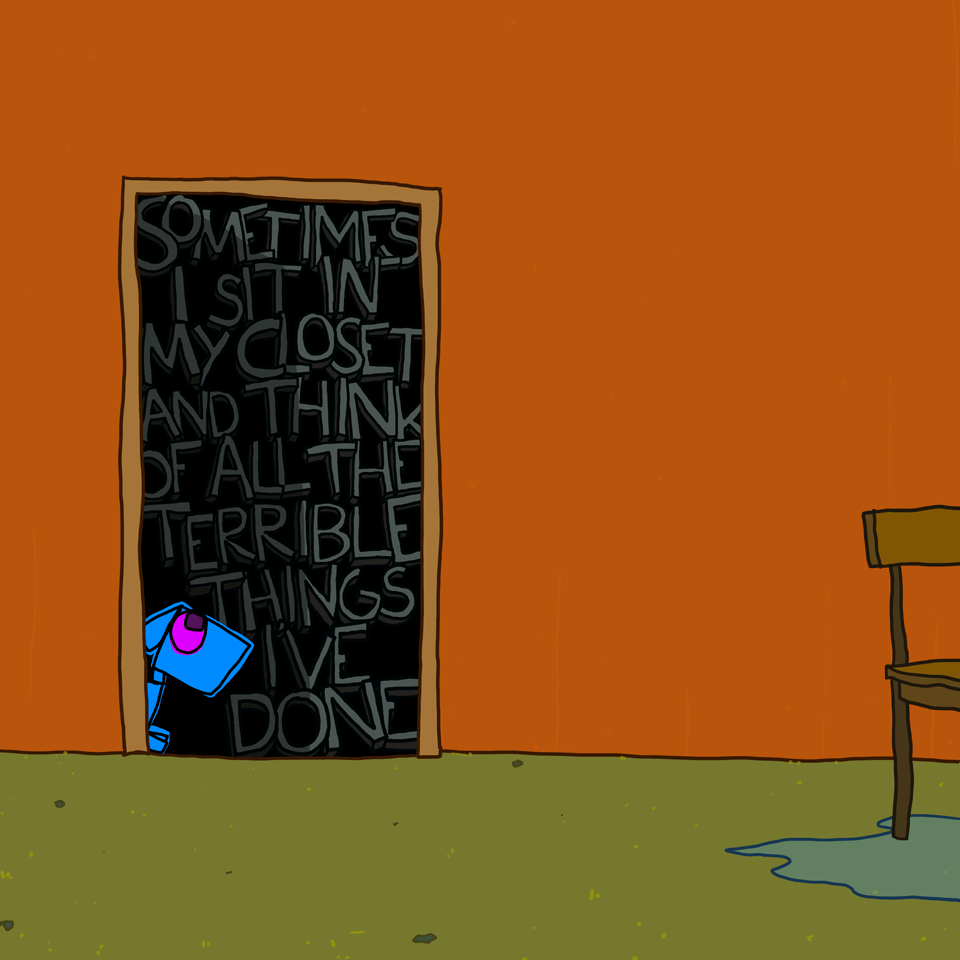 SOMETIMES
I SIT IN
MY CLOSET
AND THINK
OF ALL THE
TERRIBLE
THINGS
I'VE
DONE